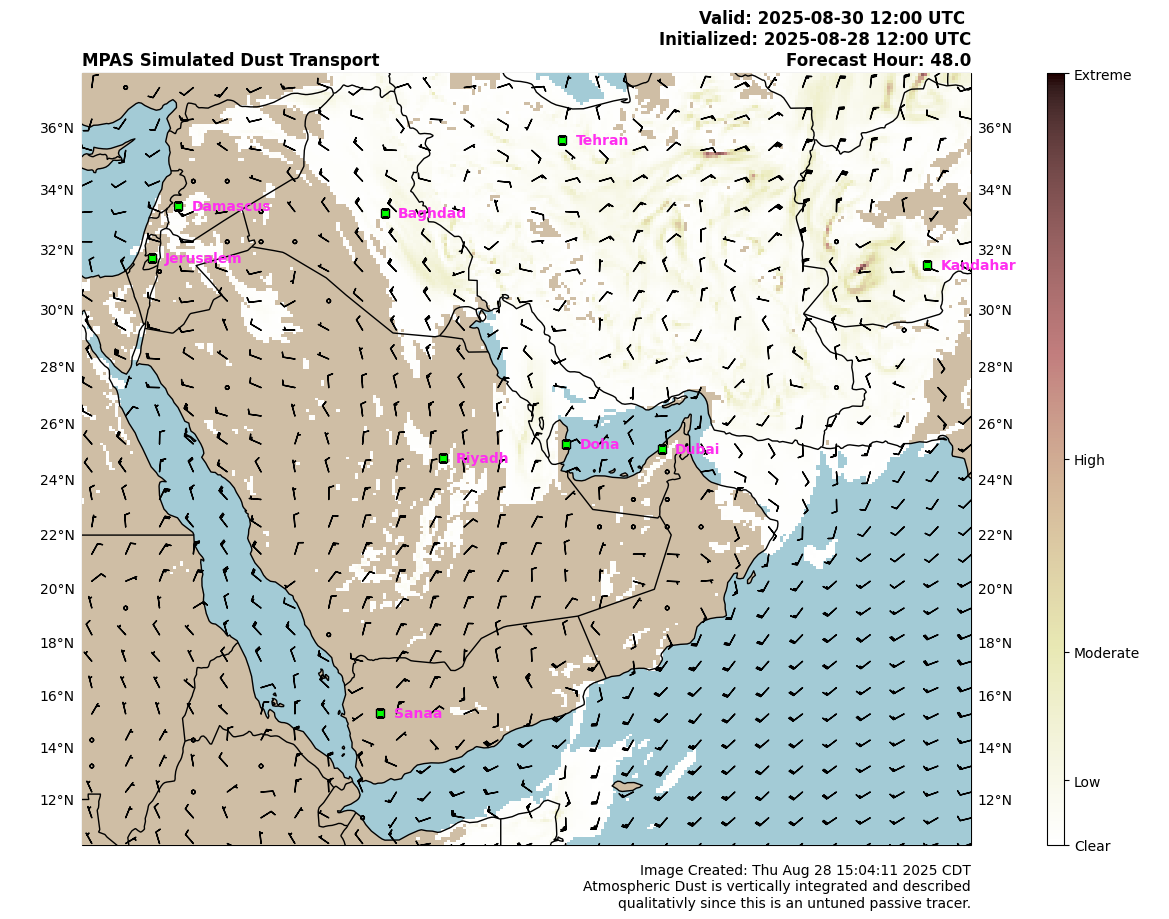 Valid: 2025-08-30 12:00 UTC
Initialized: 2025-08-28 12:00 UTC
MPAS Simulated Dust Transport
Forecast Hour: 48.0
Extreme
36°N
36°N
Tehran
34°N
34°N
Damascus
Baghdad
32°N
32°N
Jerusalem
Kandahar
30°N
30°N
28°N
28°N
26°N
26°N
Doha
Dubai
Riyadh
High
24°N
24°N
22°N
22°N
20°N
20°N
18°N
18°N
Moderate
16°N
16°N
Sanaa
14°N
14°N
Low
12°N
12°N
Clear
Image Created: Thu Aug 28 15:04:11 2025 CDT
Atmospheric Dust is vertically integrated and described
qualitativly since this is an untuned passive tracer.